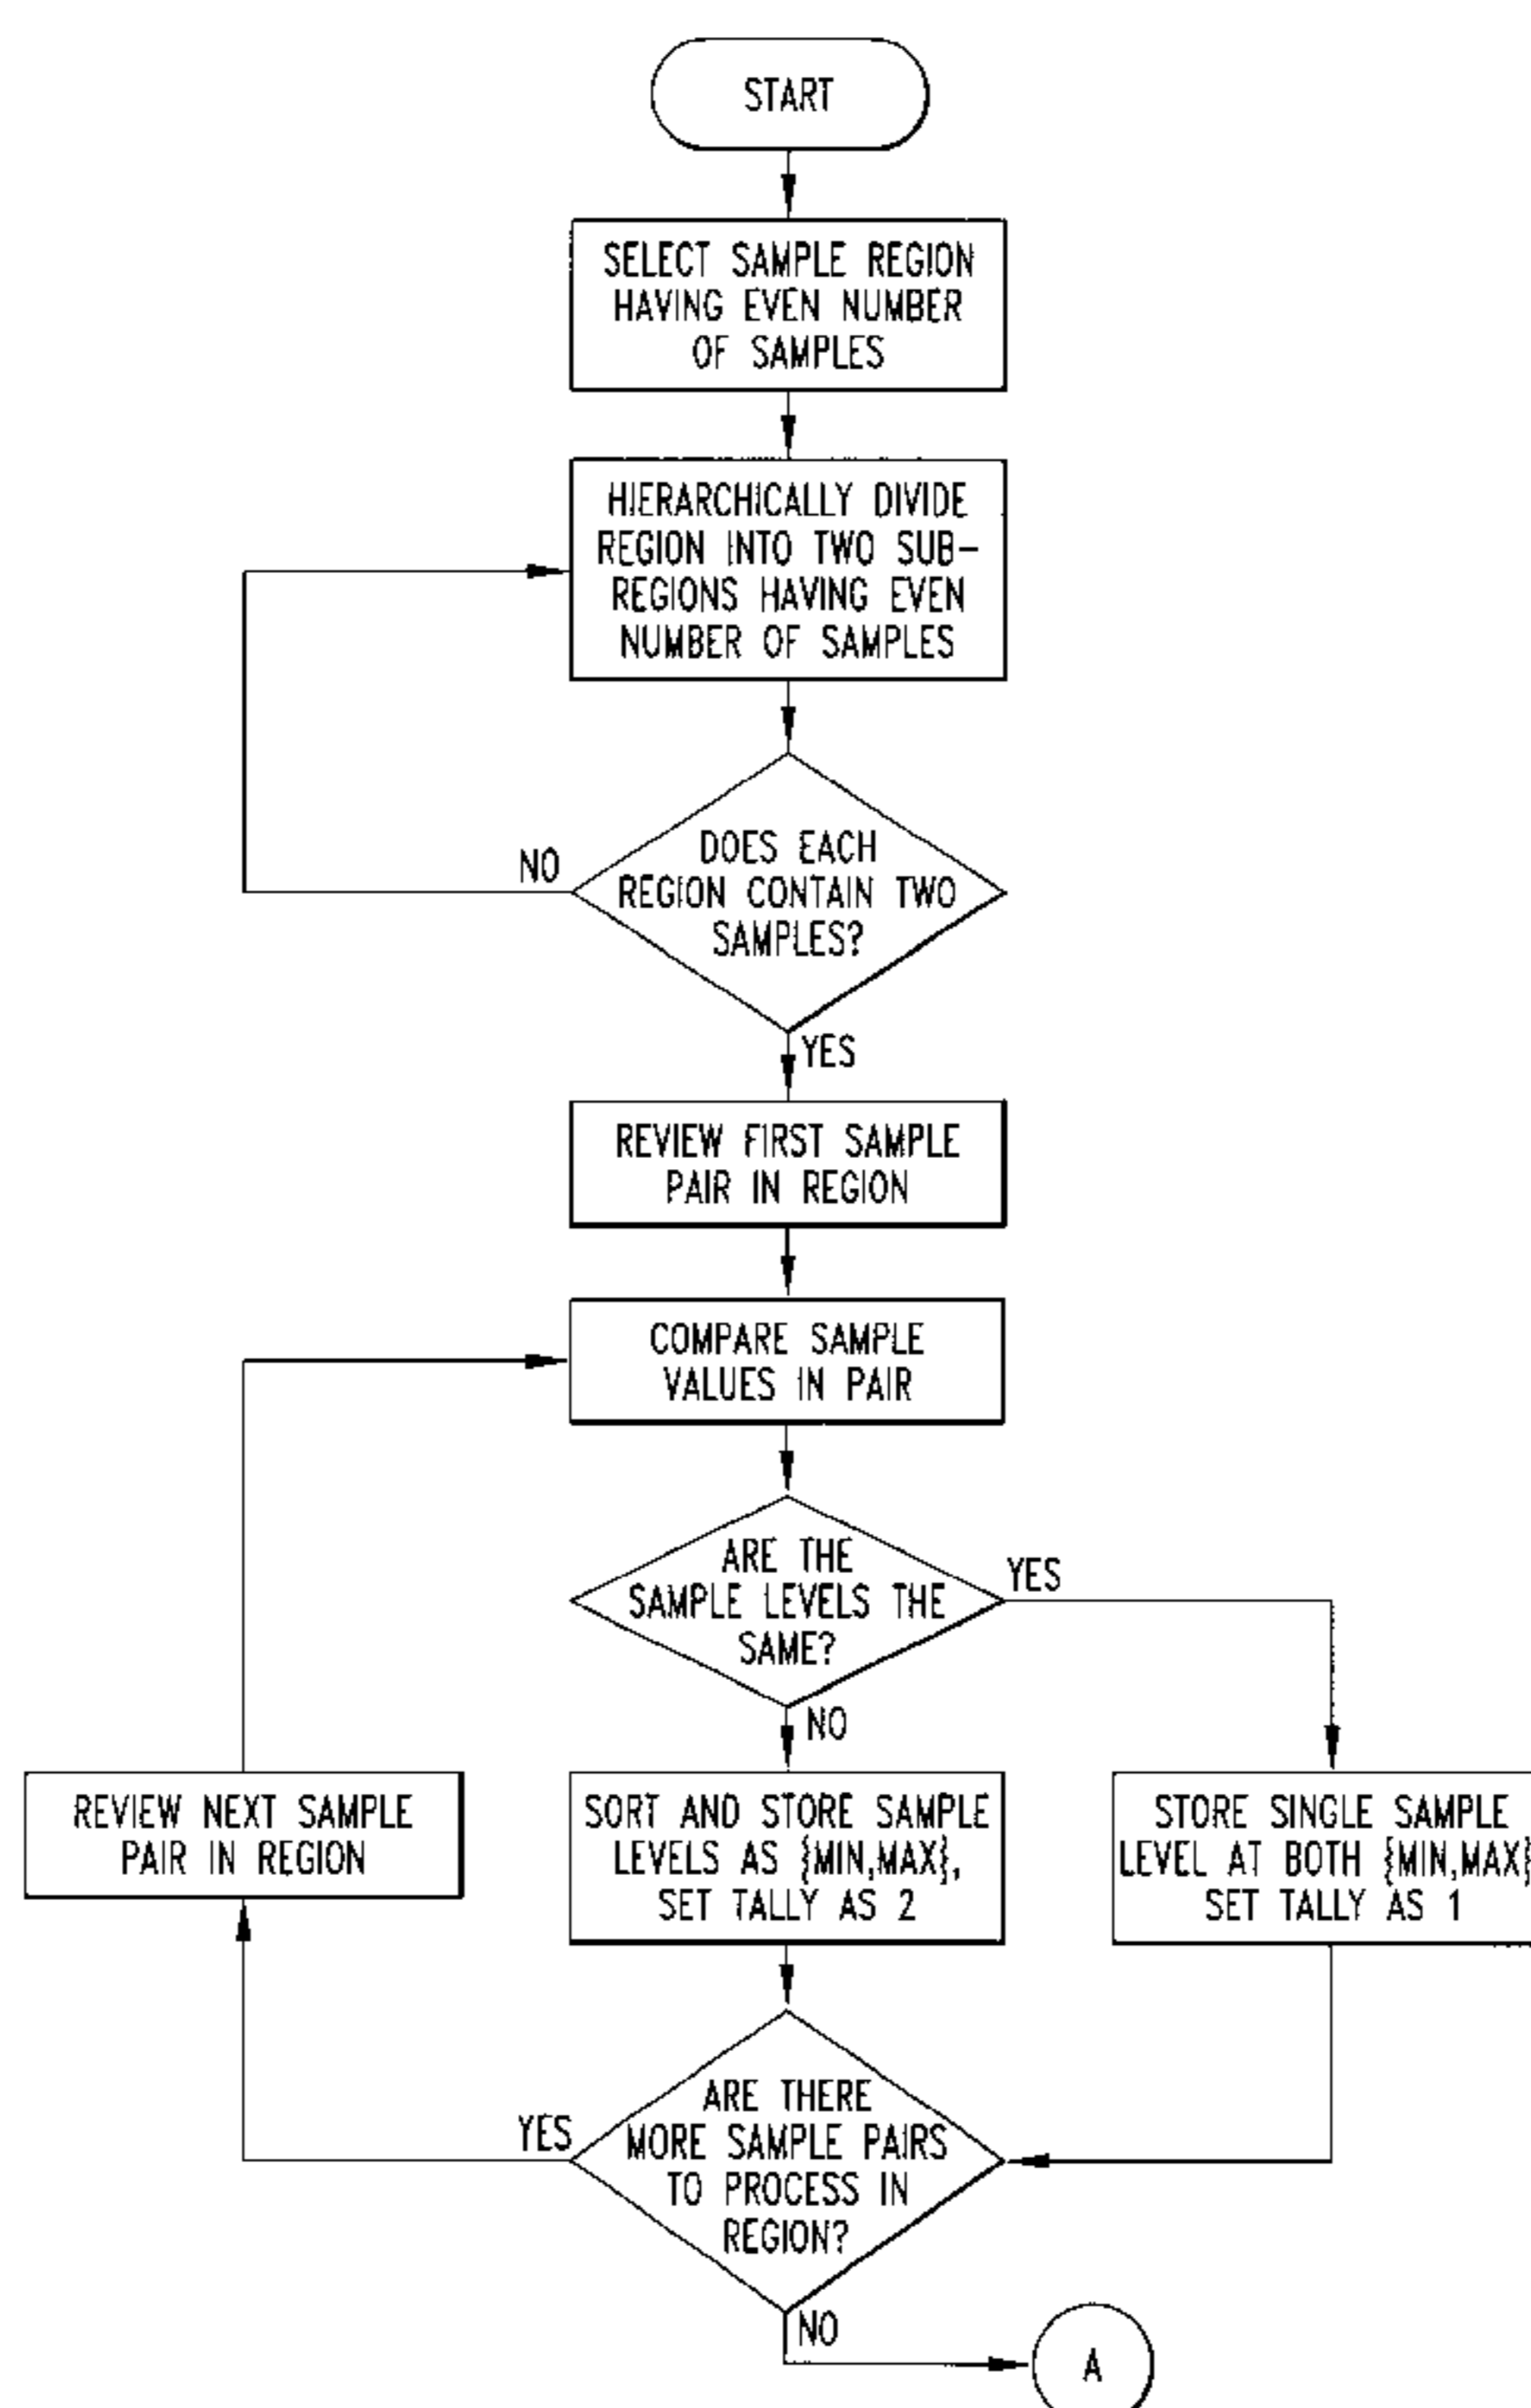 START
SELECT SAMPLE REGION
HAVING EVEN NUMBER
OF SAMPLES
HIERARCHICALLY DIVIDE
REGION INTO TWO SUB-
REGIONS HAVING EVEN
NUMBER OF SAMPLES
DOES EACH
REGION CONTAIN TWO
SAMPLES?
NO
YES
REVIEW FIRST SAMPLE
PAIR IN REGION
COMPARE SAMPLE
VALUES IN PAIR
ARE THE
SAMPLE LEVELS THE
SAME?
YES
NO
REVIEW NEXT SAMPLE
PAIR IN REGION
SORT AND STORE SAMPLE
LEVELS AS {MIN,MAX},
SET TALLY AS 2
STORE SINGLE SAMPLE
LEVEL AT BOTH {MIN,MAX}
SET TALLY AS 1
ARE THERE
MORE SAMPLE PAIRS
TO PROCESS IN
REGION?
YES
NO
A